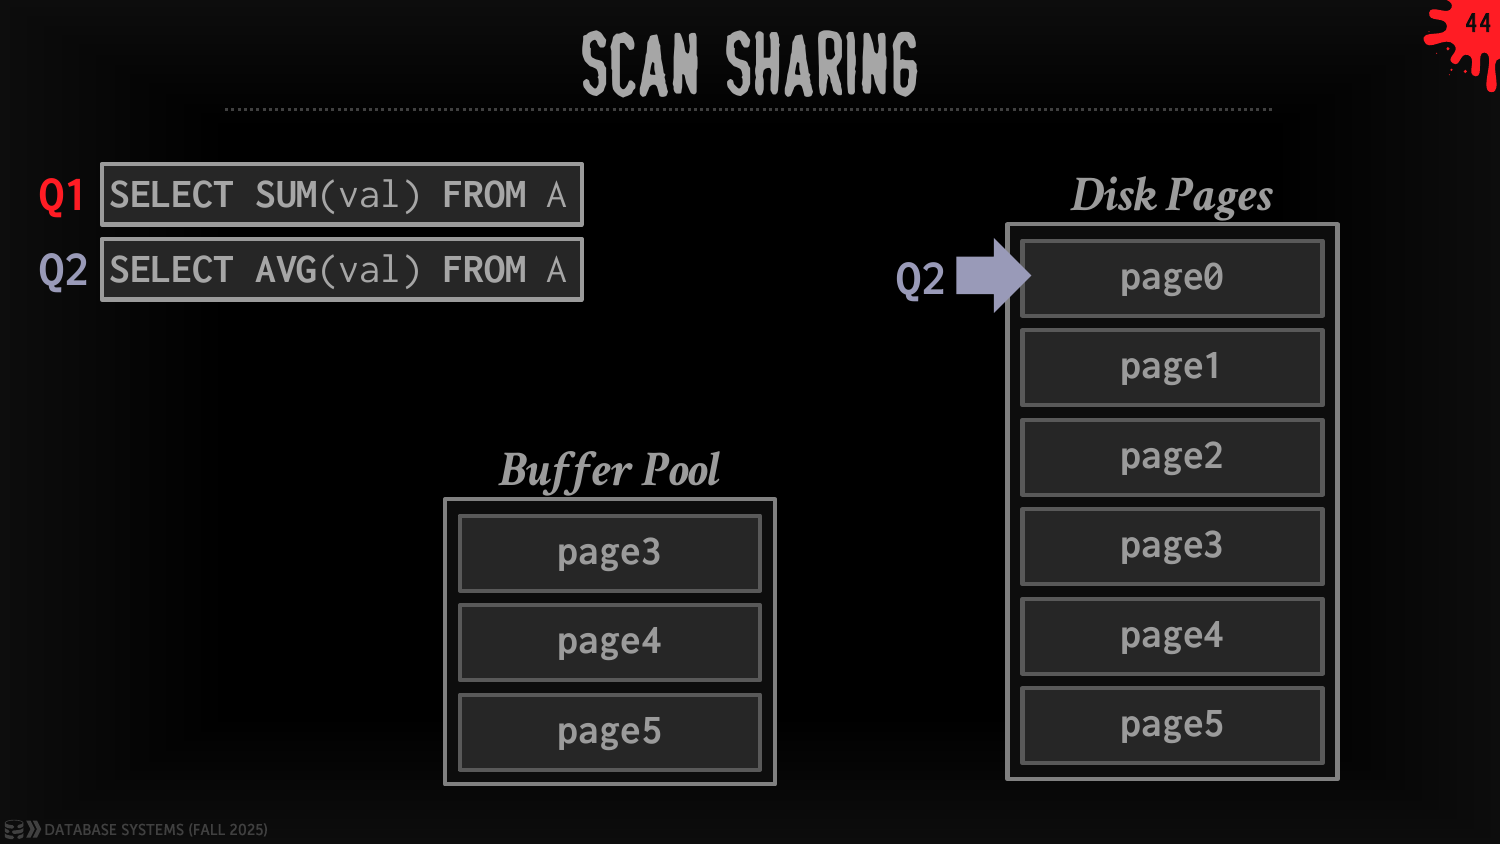 44
SCAN SHARING
Q1 SELECT SUM(val) FROM A
Q2 SELECT AVG(val) FROM A
Disk Pages
Q2
page0
page1
page2
page3
page4
page5
Buffer Pool
page3
page4
page5
DATABASE SYSTEMS (FALL 2025)